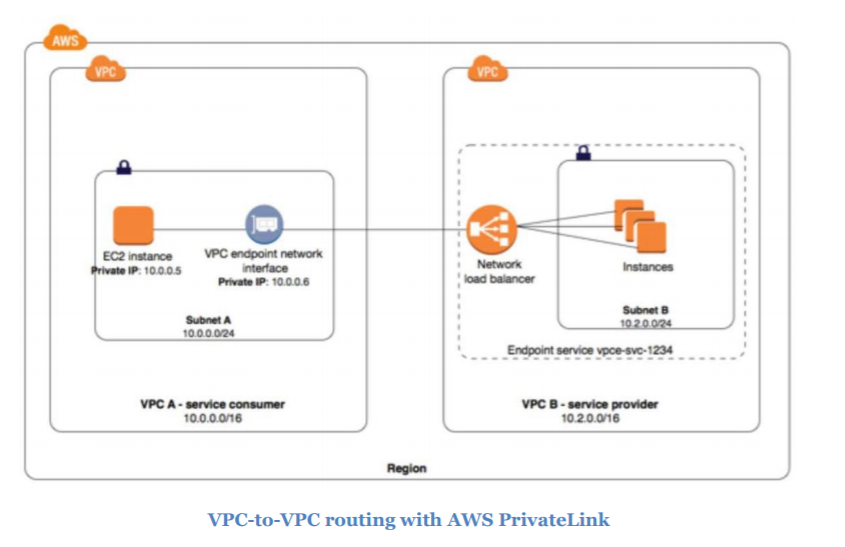 AWS
VPC
VPC
EC2 instance
Private IP: 10.0.0.5
VPC endpoint network
interface
Private IP: 10.0.0.6
Subnet A
10.0.0.0/24
VPC A - service consumer
10.0.0.0/16
Network
load balancer
Instances
Subnet B
10.2.0.0/24
Endpoint service vpce-svc-1234
VPC B - service provider
10.2.0.0/16
Region
VPC-to-VPC routing with AWS PrivateLink